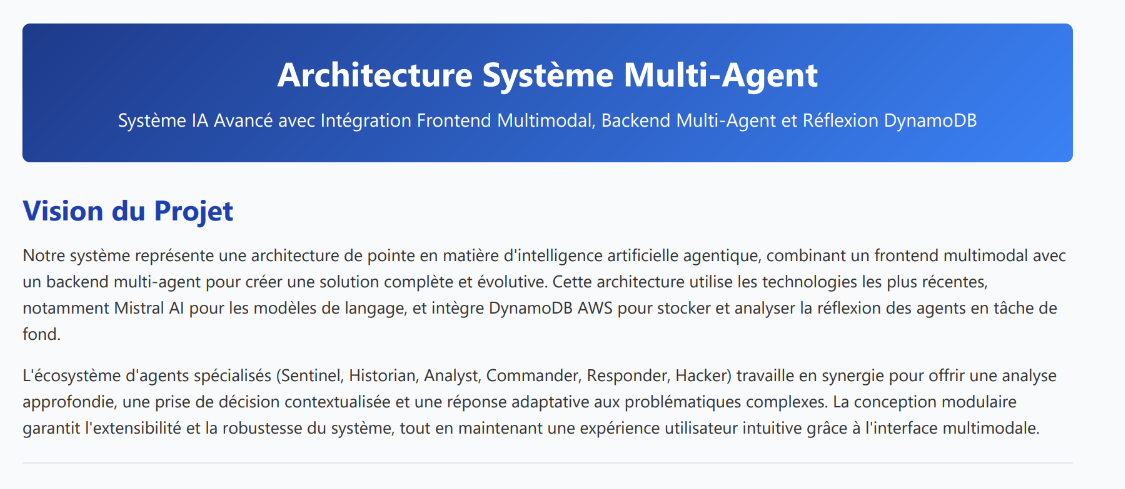 Architecture Système Multi-Agent
Système IA Avancé avec Intégration Frontend Multimodal, Backend Multi-Agent et Réflexion DynamoDB
Vision du Projet
Notre système représente une architecture de pointe en matière d'intelligence artificielle agentique, combinant un frontend multimodal avec
un backend multi-agent pour créer une solution complète et évolutive. Cette architecture utilise les technologies les plus récentes,
notamment Mistral AI pour les modèles de langage, et intègre DynamoDB AWS pour stocker et analyser la réflexion des agents en tâche de
fond.
L'écosystème d'agents spécialisés (Sentinel, Historian, Analyst, Commander, Responder, Hacker) travaille en synergie pour offrir une analyse
approfondie, une prise de décision contextualisée et une réponse adaptative aux problématiques complexes. La conception modulaire
garantit l'extensibilité et la robustesse du système, tout en maintenant une expérience utilisateur intuitive grâce à l'interface multimodale.